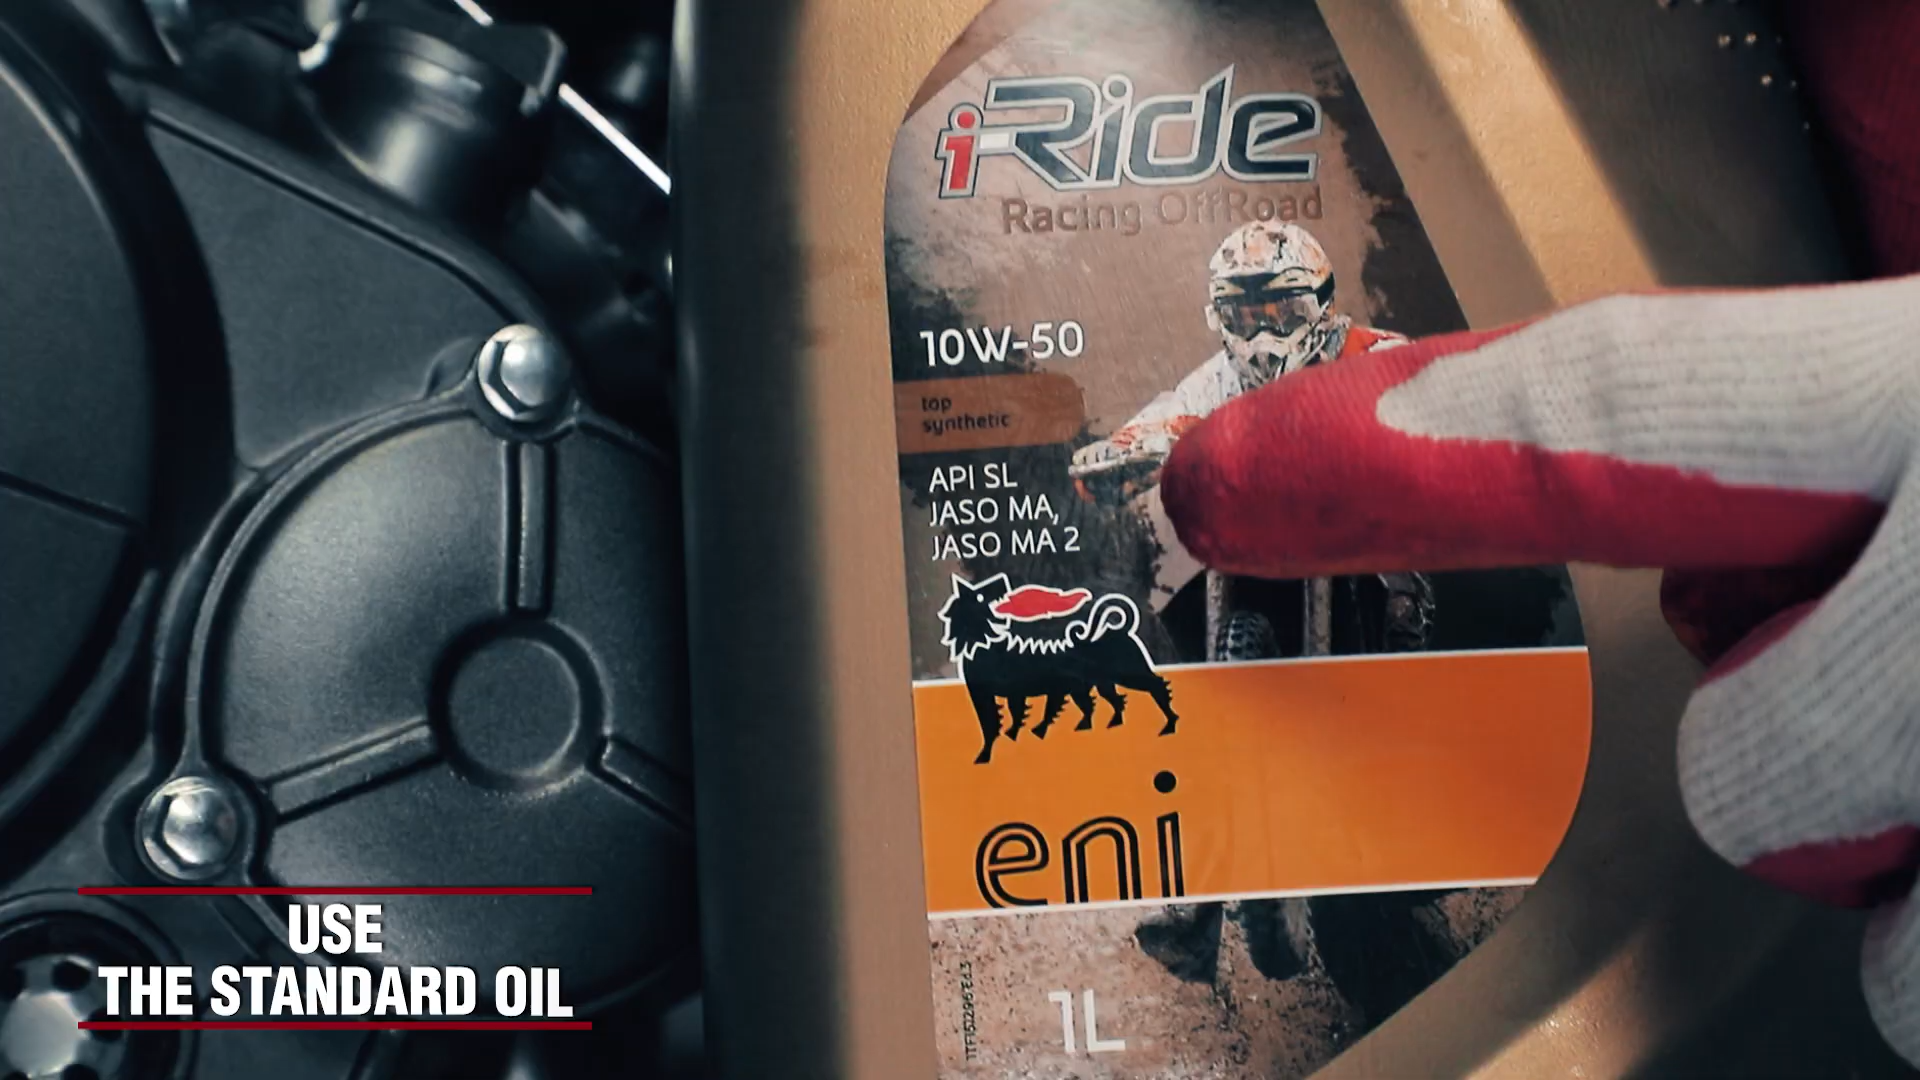 iRide
Racing OffRoad
10W-50
top
synthetic
API SL
JASO MA,
JASO MA 2
eni
1L
USE
THE STANDARD OIL